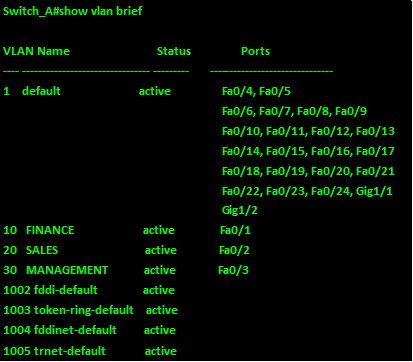 Switch_A#show vlan brief
VLAN Name Status Ports
---- -------------------------------- --------- -------------------------------
1 default active Fa0/4, Fa0/5
Fa0/6, Fa0/7, Fa0/8, Fa0/9
Fa0/10, Fa0/11, Fa0/12, Fa0/13
Fa0/14, Fa0/15, Fa0/16, Fa0/17
Fa0/18, Fa0/19, Fa0/20, Fa0/21
Fa0/22, Fa0/23, Fa0/24, Gig1/1
Gig1/2
10 FINANCE active Fa0/1
20 SALES active Fa0/2
30 MANAGEMENT active Fa0/3
1002 fddi-default active
1003 token-ring-default active
1004 fddinet-default active
1005 trnet-default active